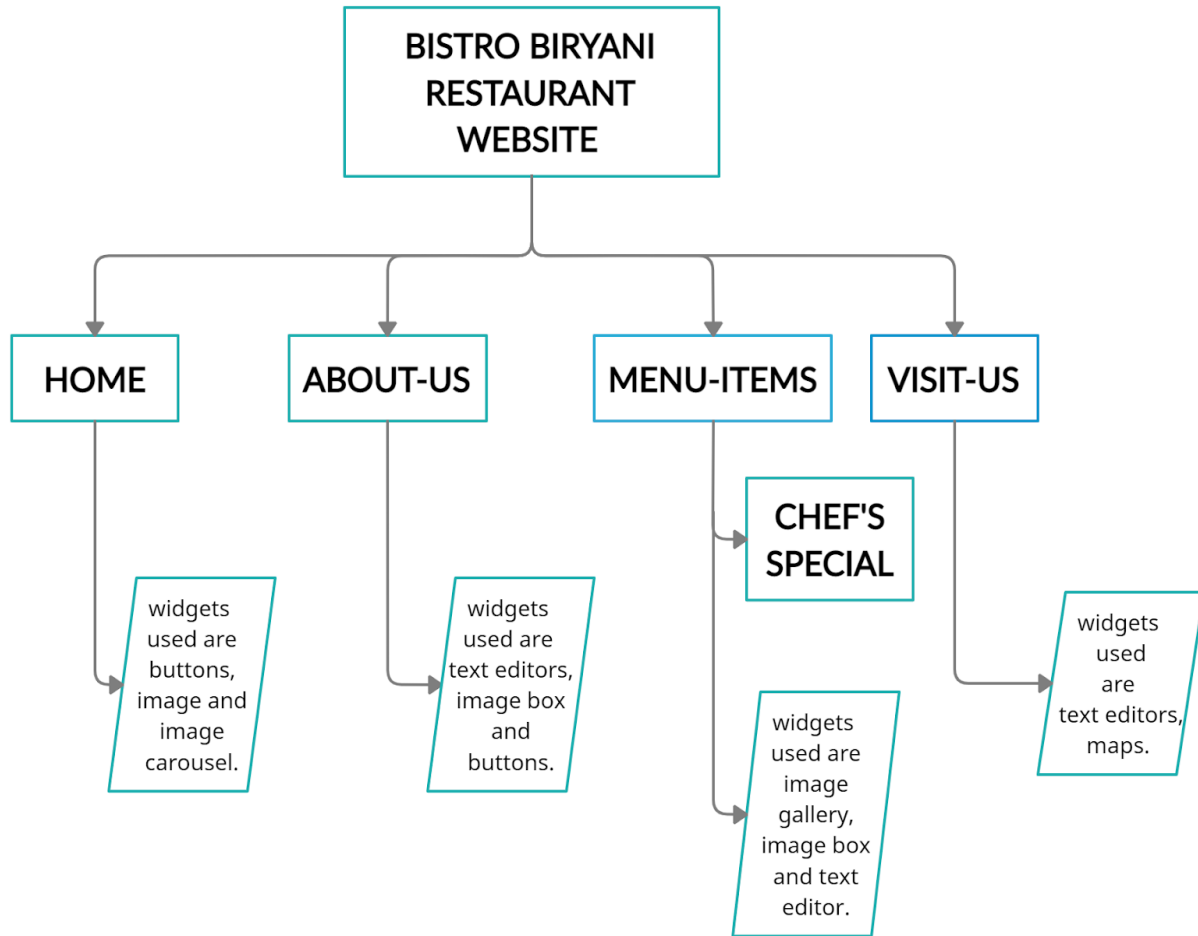 BISTRO BIRYANI
RESTAURANT
WEBSITE
HOME
ABOUT-US
MENU-ITEMS
VISIT-US
CHEF'S
SPECIAL
widgets
used are
buttons,
image and
image
carousel.
widgets
used are
text editors,
image box
and
buttons.
widgets
used are
image
gallery,
image box
and text
editor.
widgets
used
are
text editors,
maps.